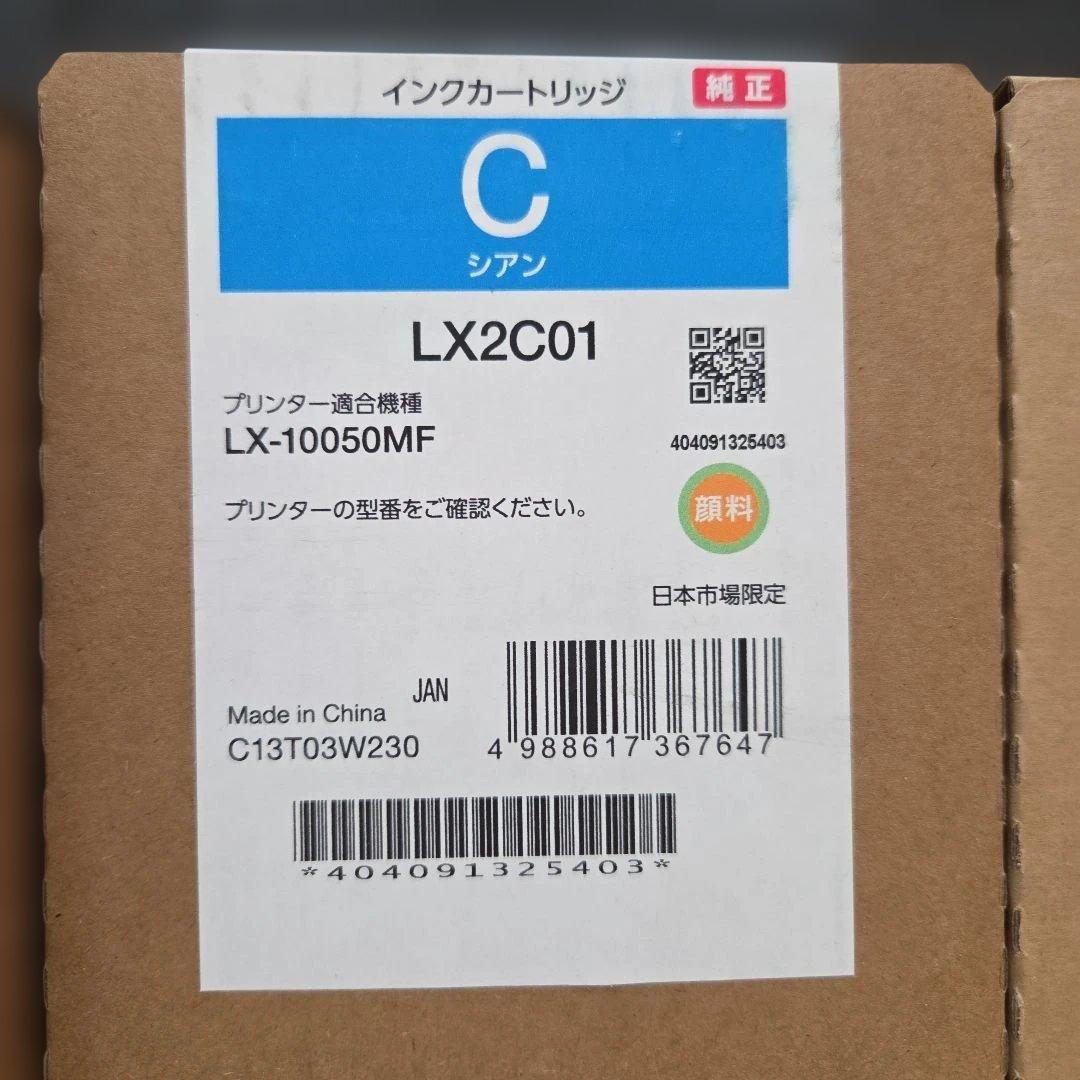 インクカートリッジ 純正
C
シアン
LX2C01
プリンター適合機種
LX-10050MF
404091325403
プリンターの型番をご確認ください。
顔料
日本市場限定
JAN
Made in China
C13T03W230
4 988617 367647
*404091325403*